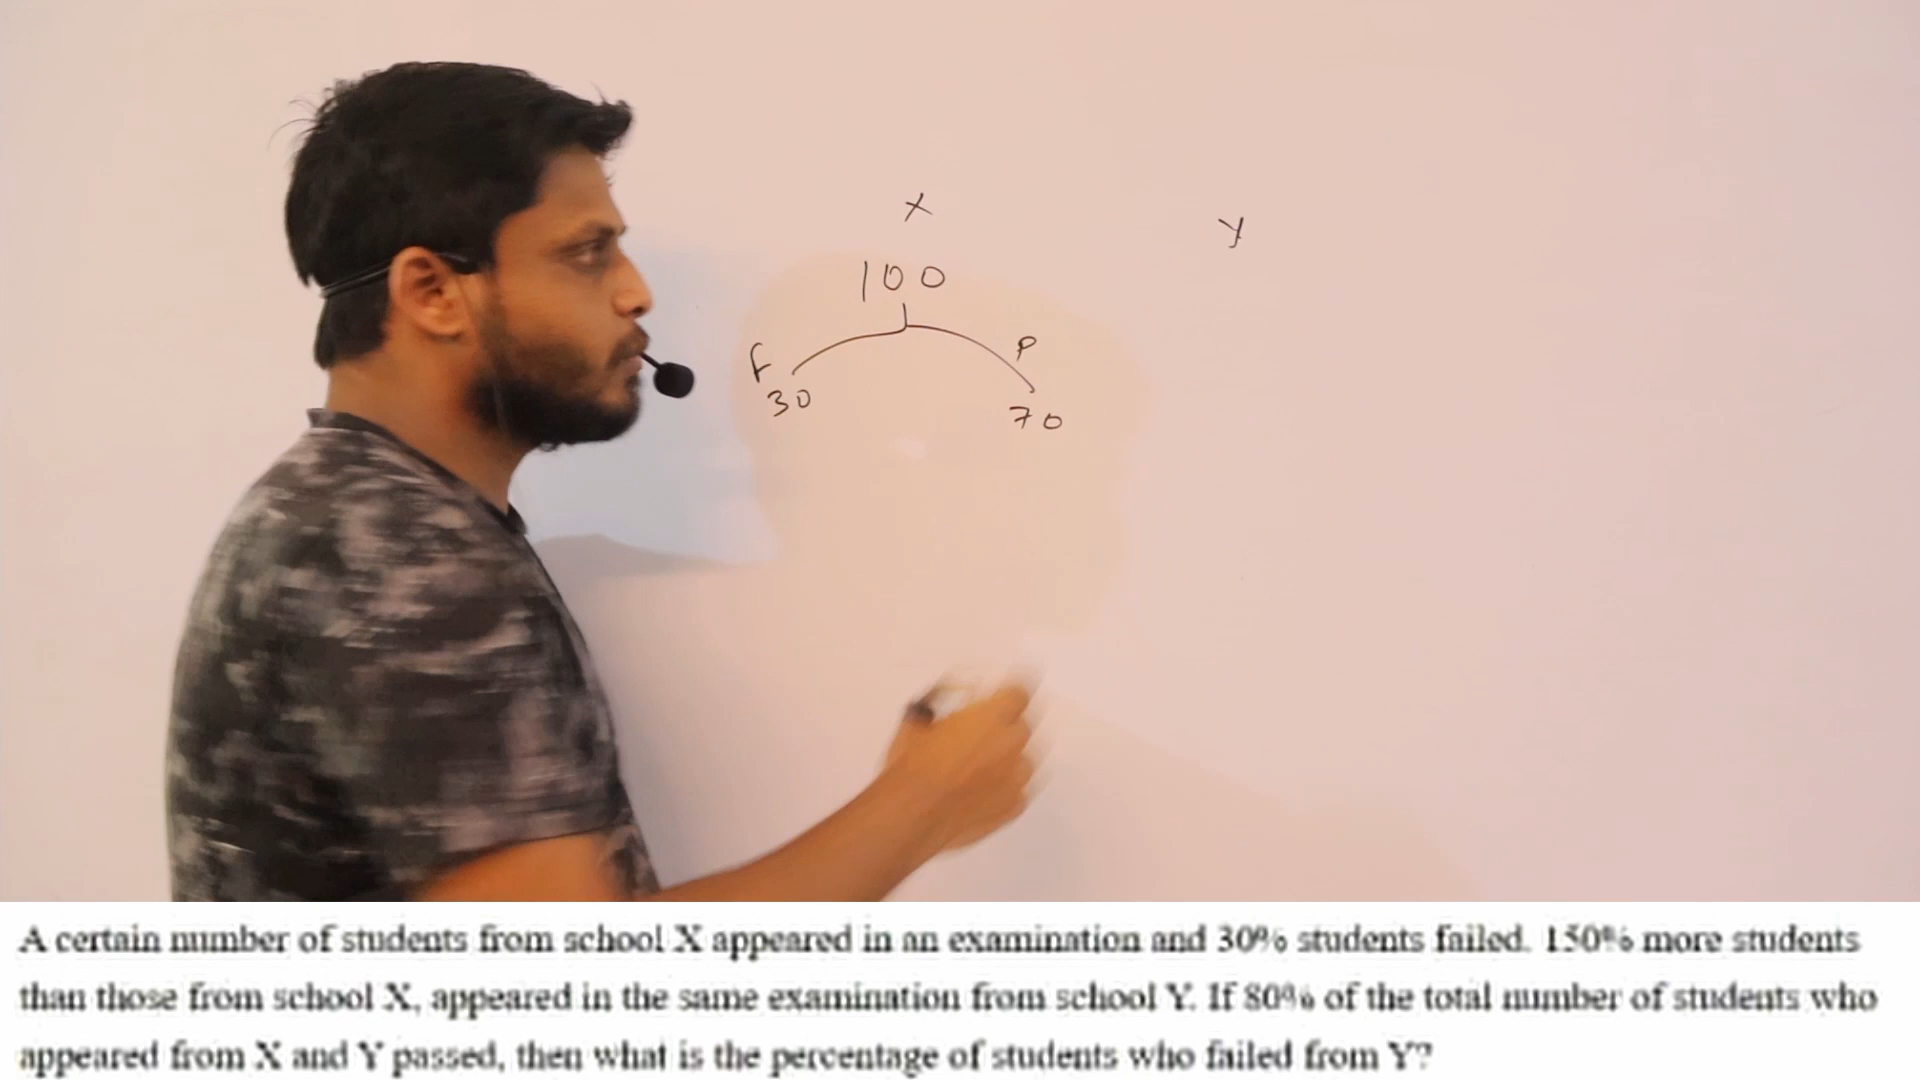 X
Y
100
F
P
30
70
A certain number of students from school X appeared in an examination and 30% students failed. 150% more students
than those from school X, appeared in the same examination from school Y. If 80% of the total number of students who
appeared from X and Y passed, then what is the percentage of students who failed from Y?